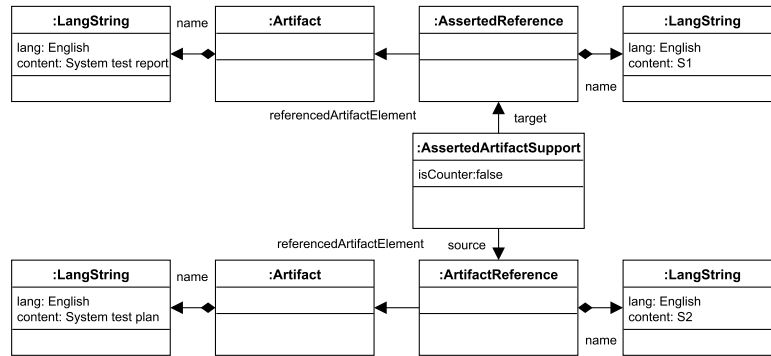 :LangString
name
:Artifact
:AssertedReference
:LangString
lang: English
content: System test report
lang: English
content: S1
name
referencedArtifactElement
target
:AssertedArtifactSupport
isCounter:false
referencedArtifactElement
source
:LangString
name
:Artifact
:ArtifactReference
:LangString
lang: English
content: System test plan
lang: English
content: S2
name